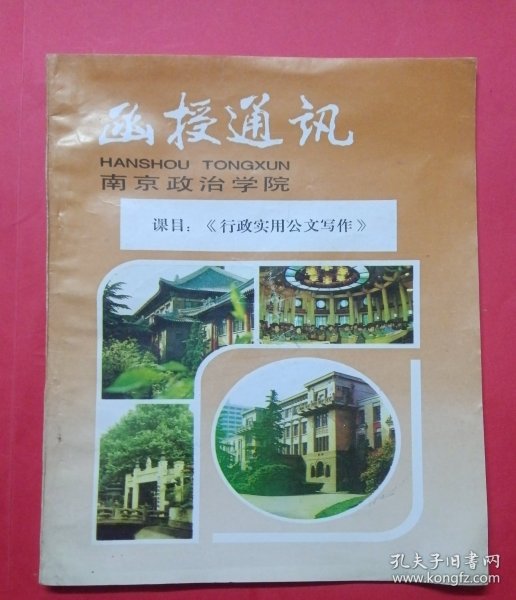 函授通讯
HANSHOU TONGXUN
南京政治学院
课目：《行政实用公文写作》
孔夫子旧书网
www.kongfz.com